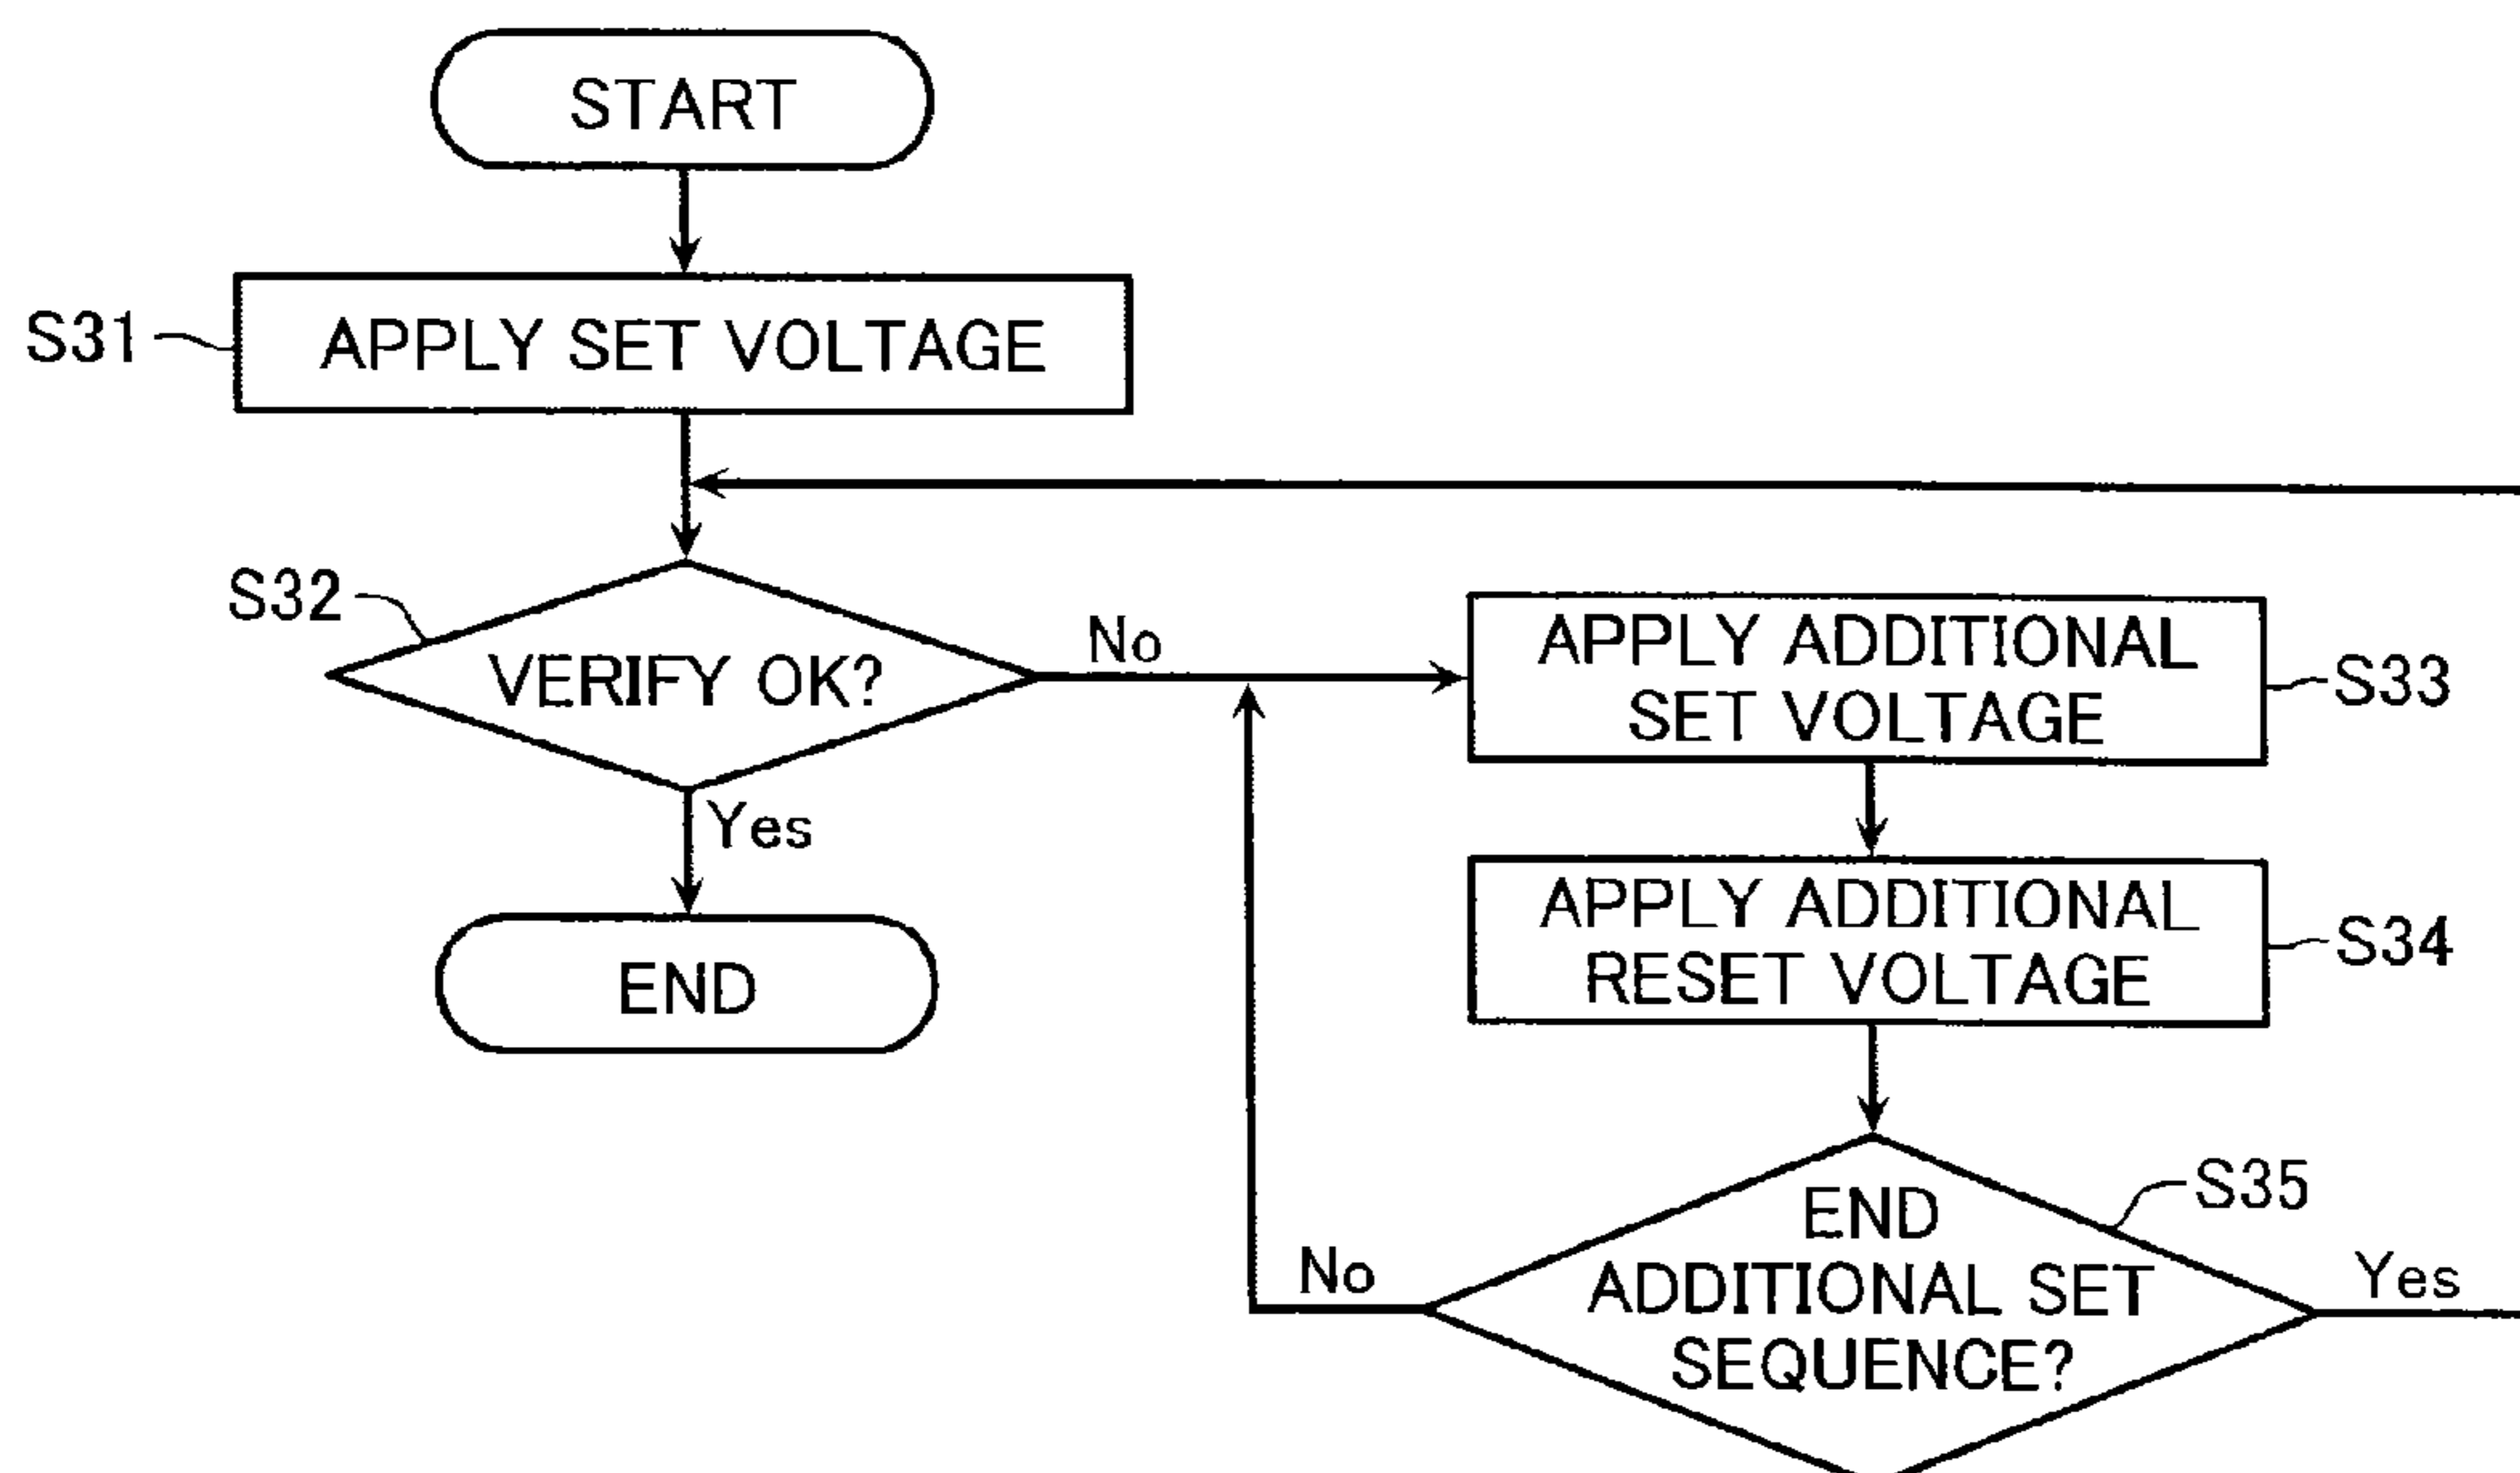 START
S31
APPLY SET VOLTAGE
S32
VERIFY OK?
No
Yes
END
APPLY ADDITIONAL
SET VOLTAGE
S33
APPLY ADDITIONAL
RESET VOLTAGE
S34
S35
END
ADDITIONAL SET
SEQUENCE?
No
Yes